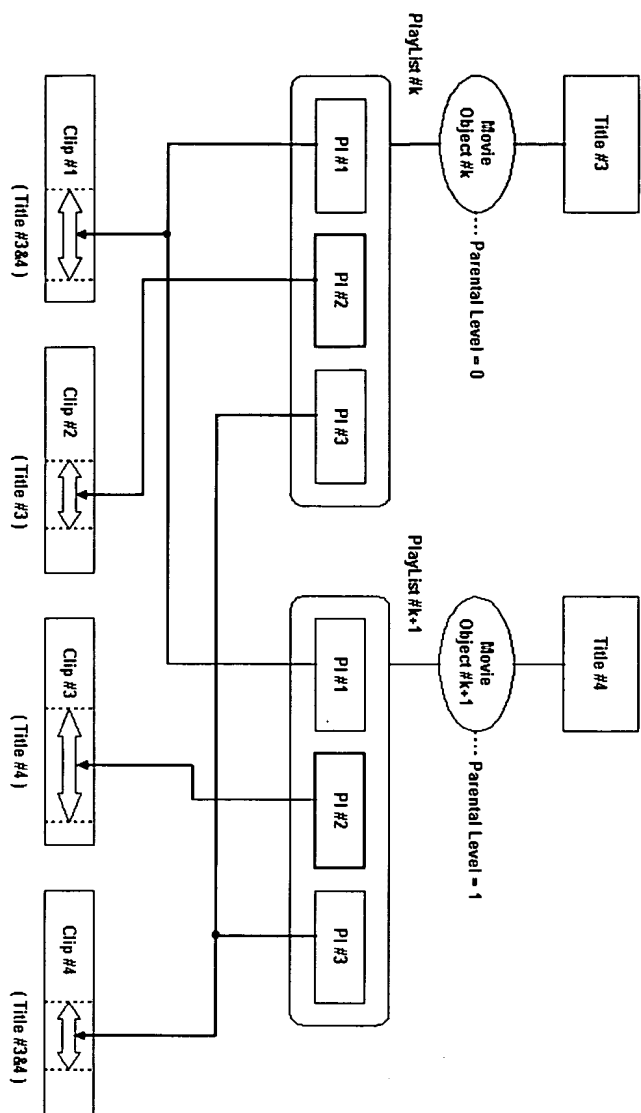 Title #3
Title #4
Movie
Object #k
Parental Level = 0
Movie
Object #k+1
Parental Level = 1
PlayList #k
PlayList #k+1
PI #1
PI #2
PI #3
PI #1
PI #2
PI #3
Clip #1
Clip #2
Clip #3
Clip #4
( Title #3&4 )
( Title #3 )
( Title #4 )
( Title #3&4 )